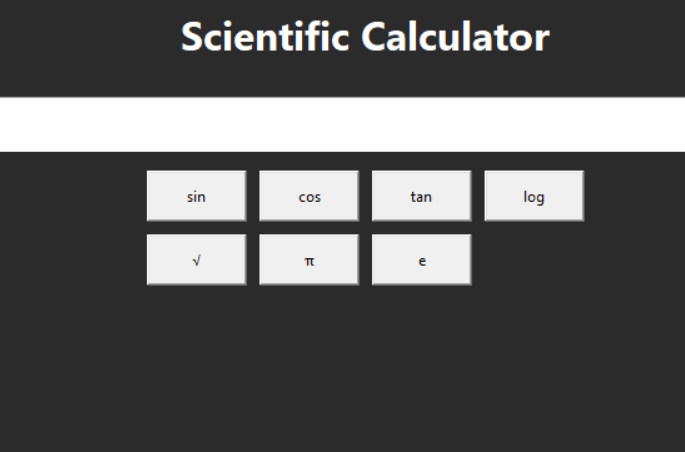 Scientific Calculator
sin cos tan log
√ π e